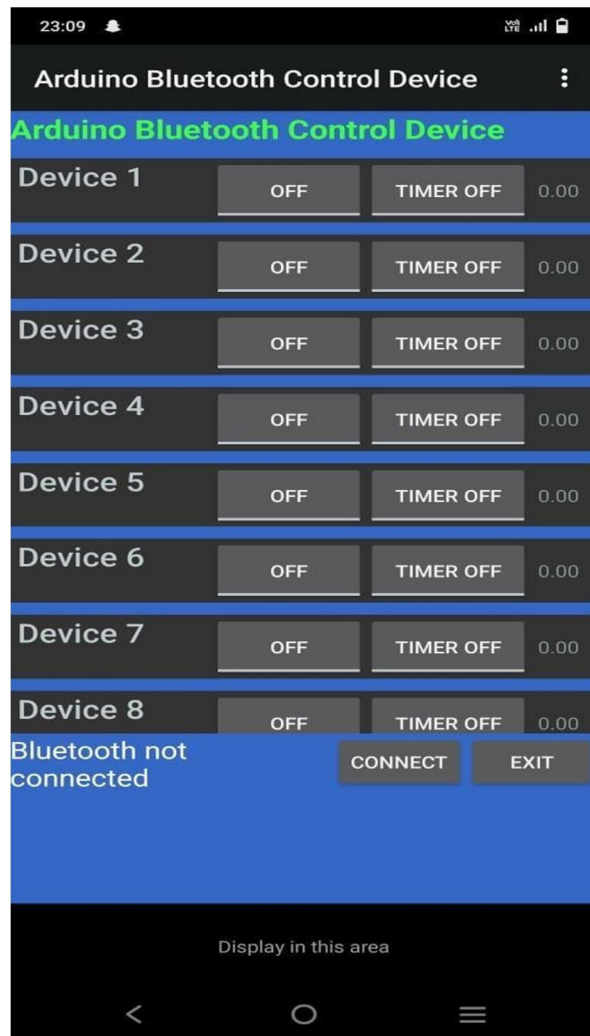 23:09 VoI) LTE
Arduino Bluetooth Control Device
Arduino Bluetooth Control Device
Device 1 OFF TIMER OFF 0.00
Device 2 OFF TIMER OFF 0.00
Device 3 OFF TIMER OFF 0.00
Device 4 OFF TIMER OFF 0.00
Device 5 OFF TIMER OFF 0.00
Device 6 OFF TIMER OFF 0.00
Device 7 OFF TIMER OFF 0.00
Device 8 OFF TIMER OFF 0.00
Bluetooth not
connected CONNECT EXIT
Display in this area